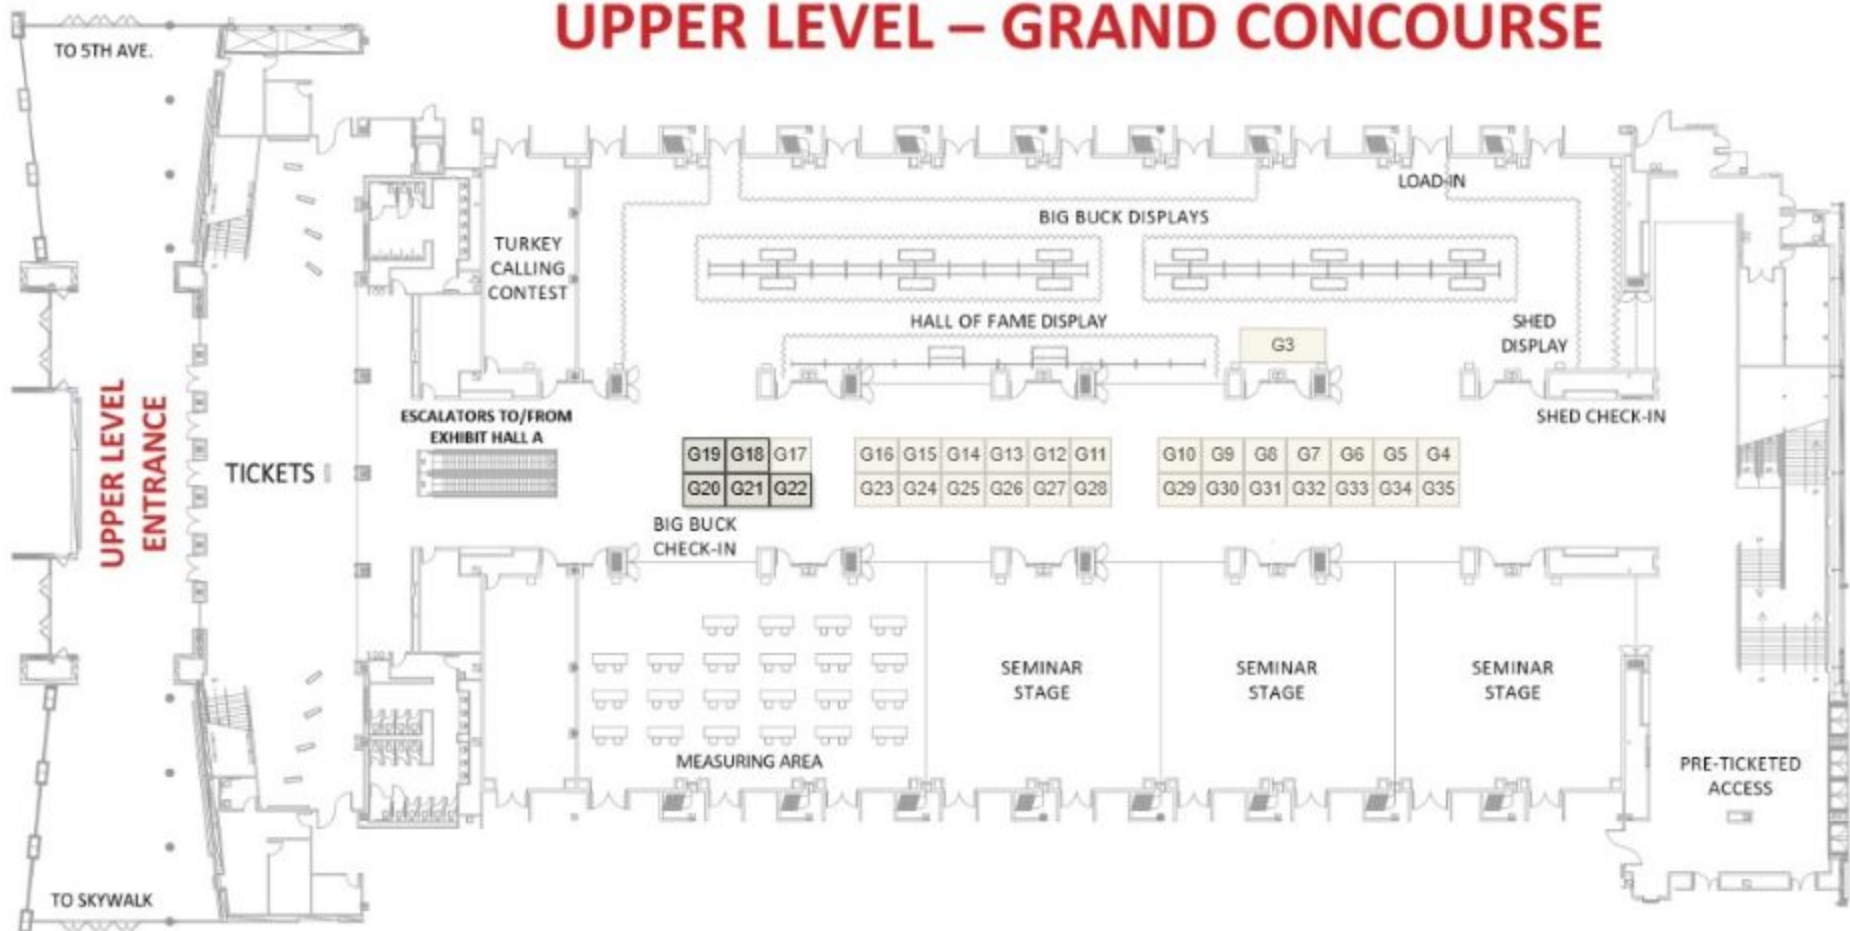 UPPER LEVEL – GRAND CONCOURSE
TO 5TH AVE.
LOAD-IN
BIG BUCK DISPLAYS
TURKEY
CALLING
CONTEST
HALL OF FAME DISPLAY
G3
SHED
DISPLAY
UPPER LEVEL
ENTRANCE
ESCALATORS TO/FROM
EXHIBIT HALL A
SHED CHECK-IN
TICKETS
G19 G18 G17 G16 G15 G14 G13 G12 G11 G10 G9 G8 G7 G6 G5 G4
G20 G21 G22 G23 G24 G25 G26 G27 G28 G29 G30 G31 G32 G33 G34 G35
BIG BUCK
CHECK-IN
SEMINAR
STAGE
SEMINAR
STAGE
SEMINAR
STAGE
MEASURING AREA
PRE-TICKETED
ACCESS
TO SKYWALK